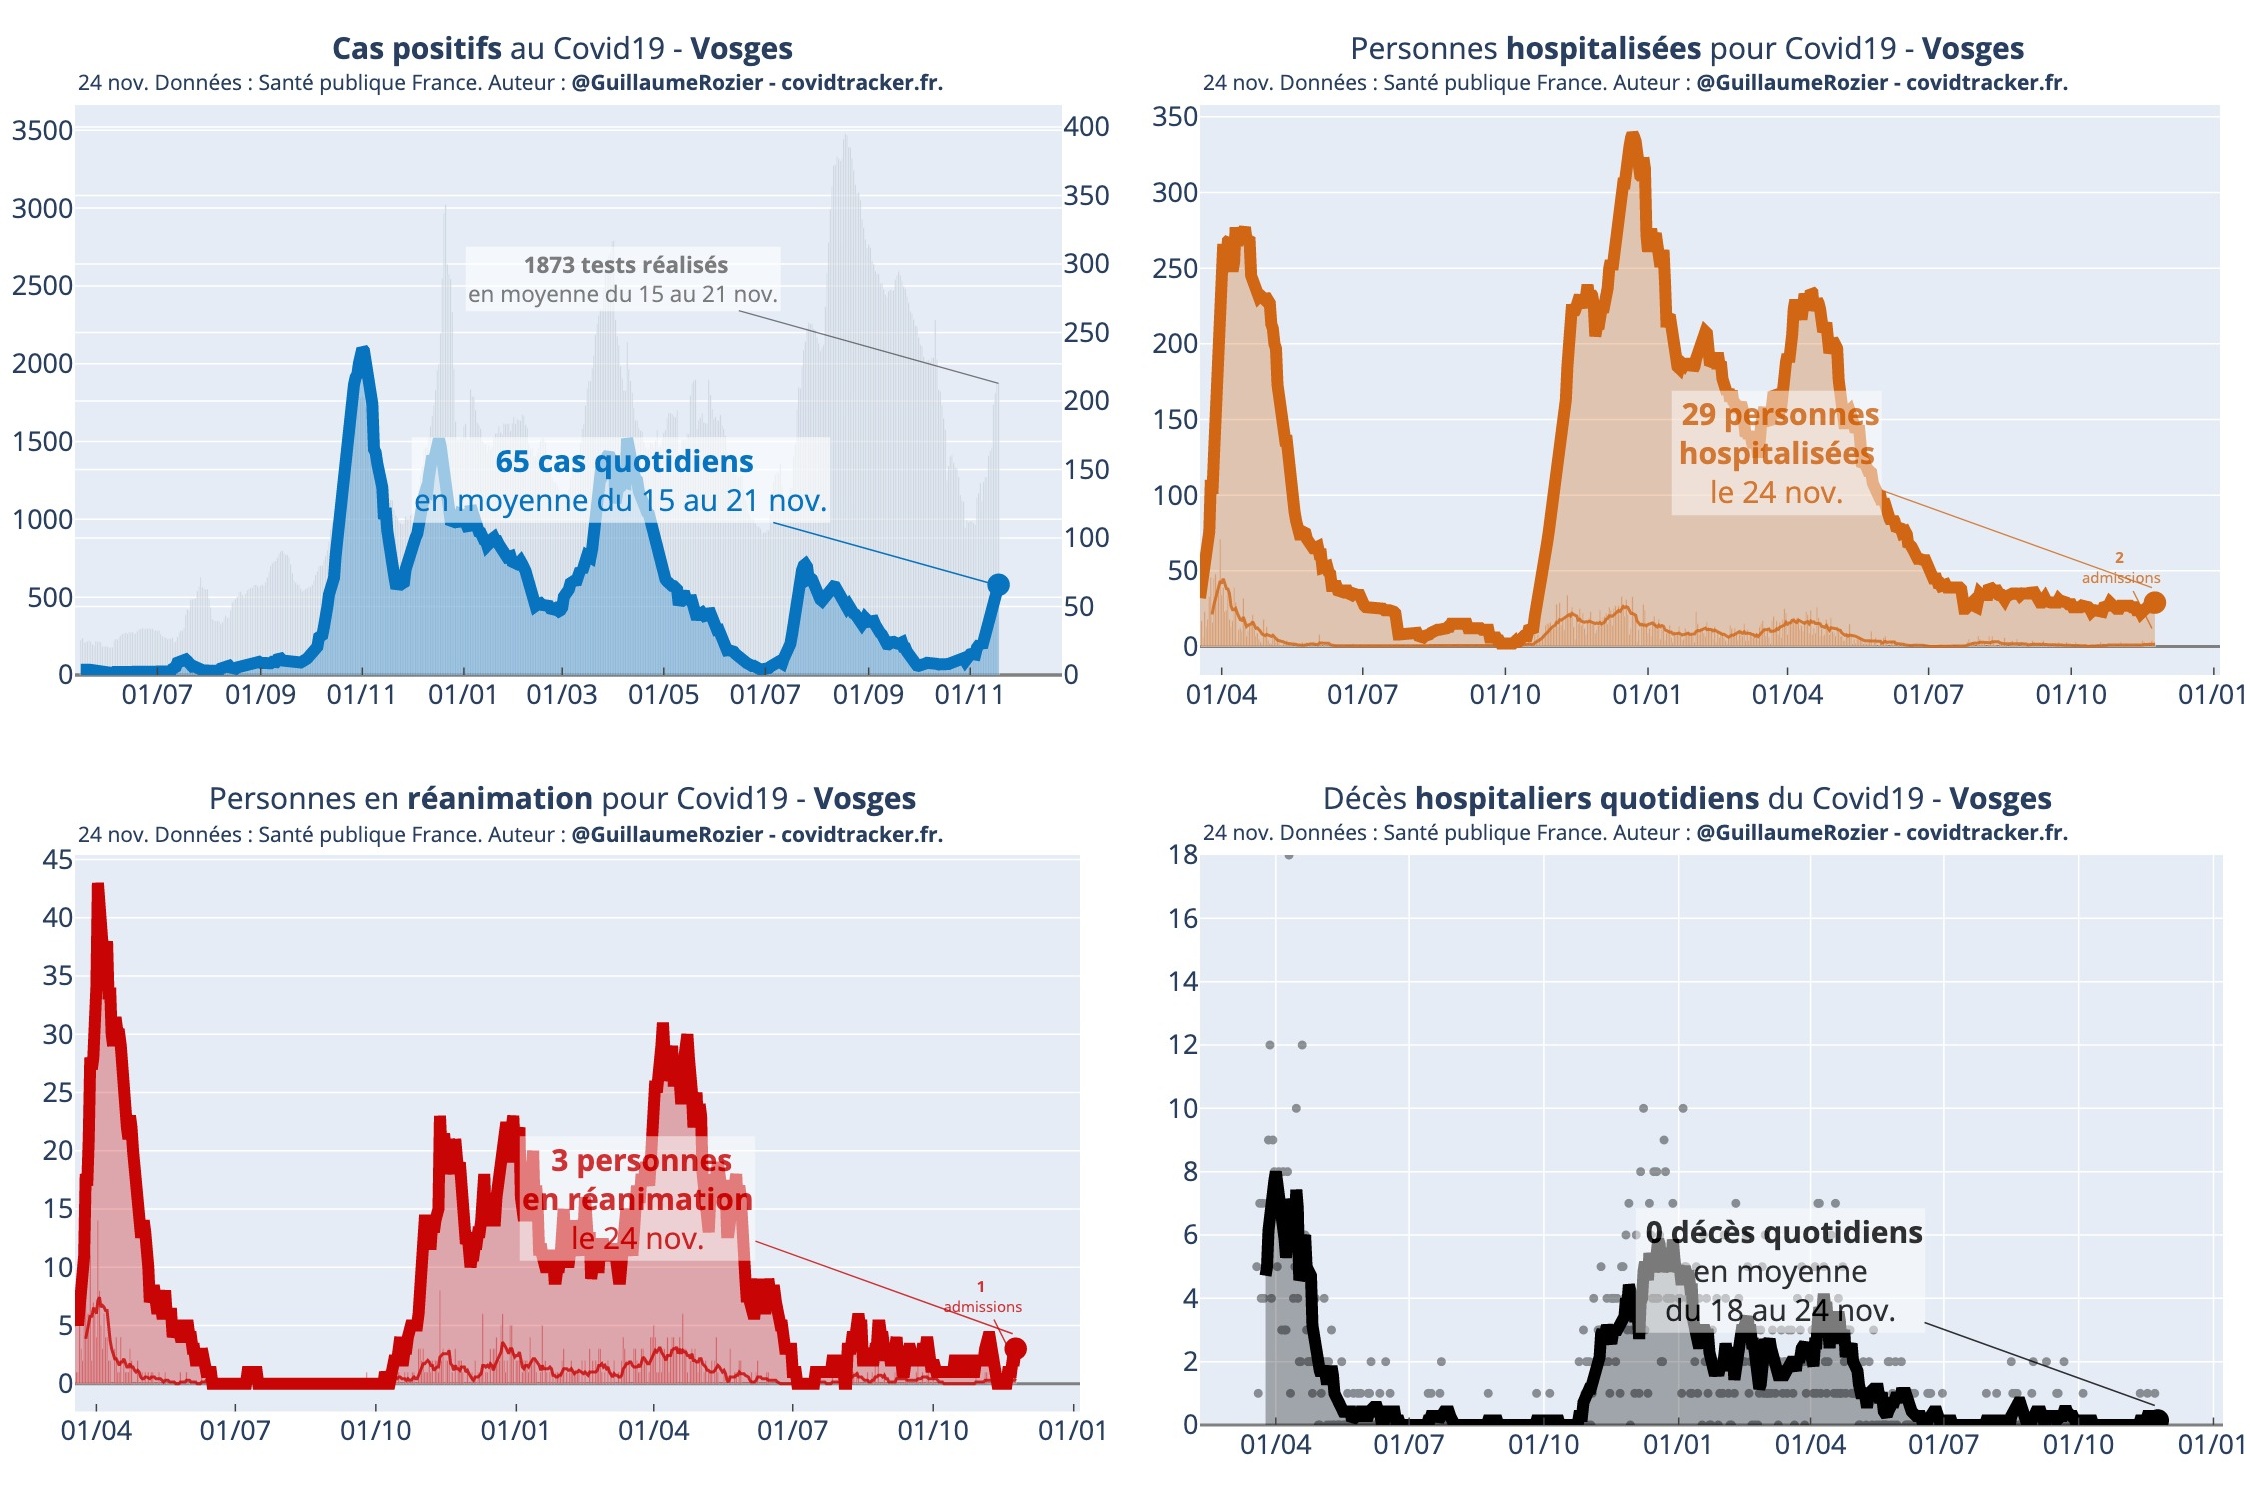 Cas positifs au Covid19 - Vosges
24 nov. Données : Santé publique France. Auteur : @GuillaumeRozier - covidtracker.fr.
3500
3000
2500
2000
1500
1000
500
0
400
350
300
250
200
150
100
50
0
1873 tests réalisés
en moyenne du 15 au 21 nov.
65 cas quotidiens
en moyenne du 15 au 21 nov.
01/07 01/09 01/11 01/01 01/03 01/05 01/07 01/09 01/11
Personnes hospitalisées pour Covid19 - Vosges
24 nov. Données : Santé publique France. Auteur : @GuillaumeRozier - covidtracker.fr.
350
300
250
200
150
100
50
0
29 personnes
hospitalisées
le 24 nov.
2
admissions
01/04 01/07 01/10 01/01 01/04 01/07 01/10 01/01
Personnes en réanimation pour Covid19 - Vosges
24 nov. Données : Santé publique France. Auteur : @GuillaumeRozier - covidtracker.fr.
45
40
35
30
25
20
15
10
5
0
3 personnes
en réanimation
le 24 nov.
1
admissions
01/04 01/07 01/10 01/01 01/04 01/07 01/10 01/01
Décès hospitaliers quotidiens du Covid19 - Vosges
24 nov. Données : Santé publique France. Auteur : @GuillaumeRozier - covidtracker.fr.
18
16
14
12
10
8
6
4
2
0
0 décès quotidiens
en moyenne
du 18 au 24 nov.
01/04 01/07 01/10 01/01 01/04 01/07 01/10 01/01